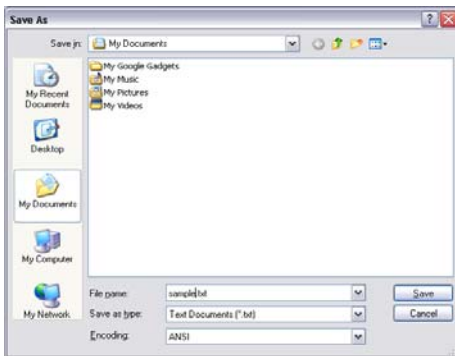 Save As
Save in: My Documents
My Google Gadgets
My Music
My Pictures
My Videos
My Recent
Documents
Desktop
My Documents
My Computer
My Network
File name: sample.txt
Save
Save as type: Text Documents (*.txt)
Cancel
Encoding: ANSI